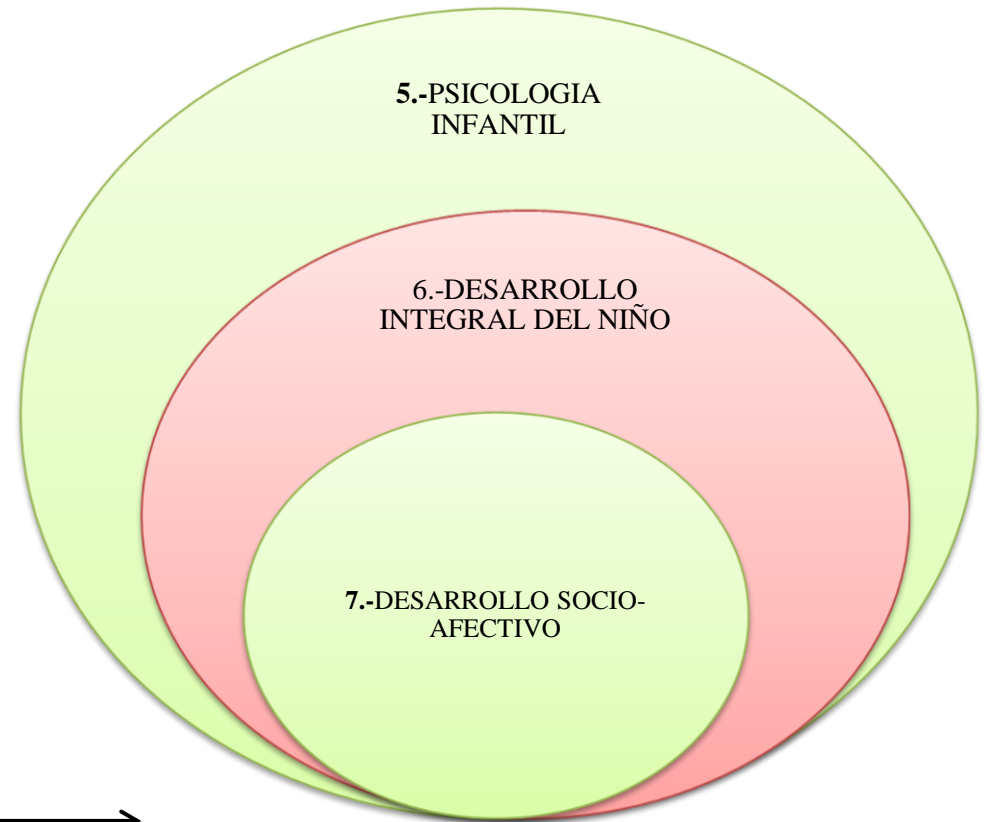 5.-PSICOLOGIA
INFANTIL
6.-DESARROLLO
INTEGRAL DEL NIÑO
7.-DESARROLLO SOCIO-
AFECTIVO